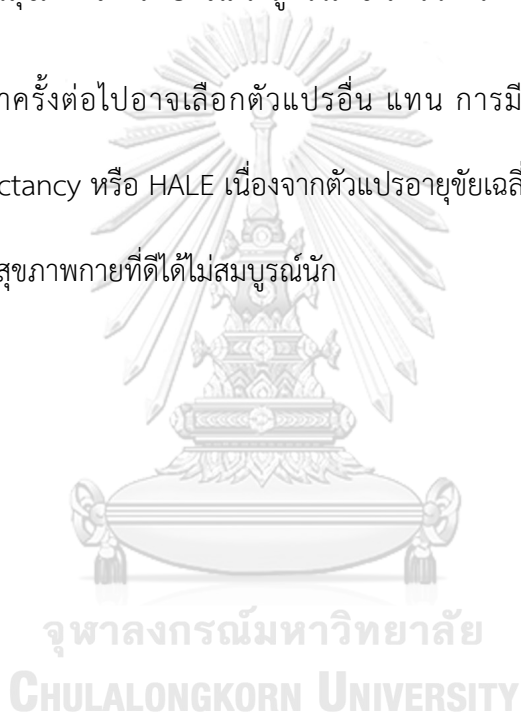 าครั้งต่อไปอาจเลือกตัวแปรอื่น แทน การมี
ctancy หรือ HALE เนื่องจากตัวแปรอายุขัยเฉลี่
สุขภาพกายที่ดีได้ไม่สมบูรณ์นัก
จุฬาลงกรณ์มหาวิทยาลัย
CHULALONGKORN UNIVERSITY